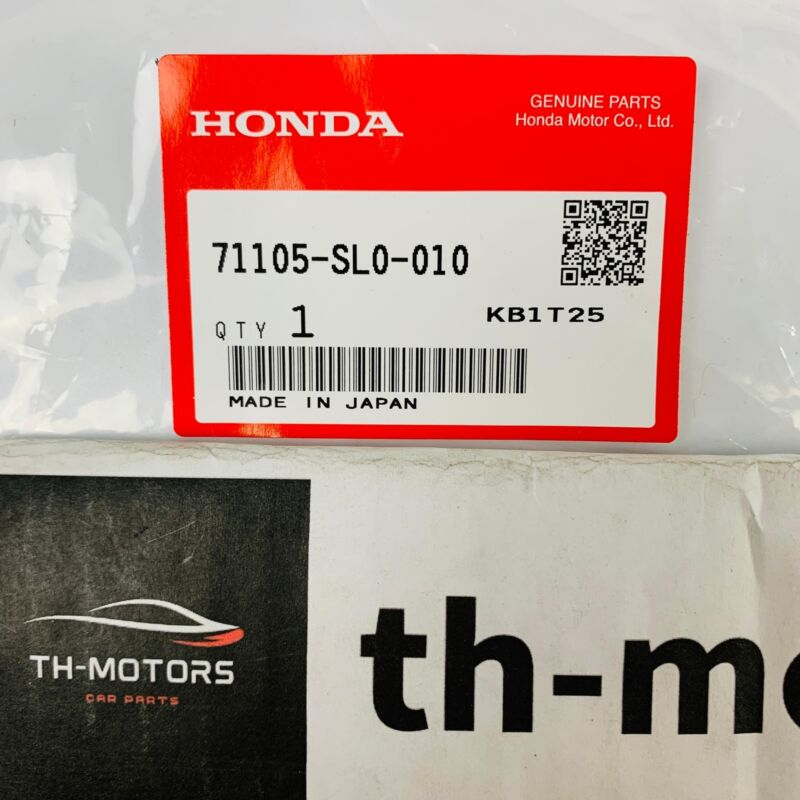 HONDA
GENUINE PARTS
Honda Motor Co., Ltd.
71105-SL0-010
QTY 1
KB1T25
MADE IN JAPAN
TH-MOTORS
CAR PARTS
th-mo